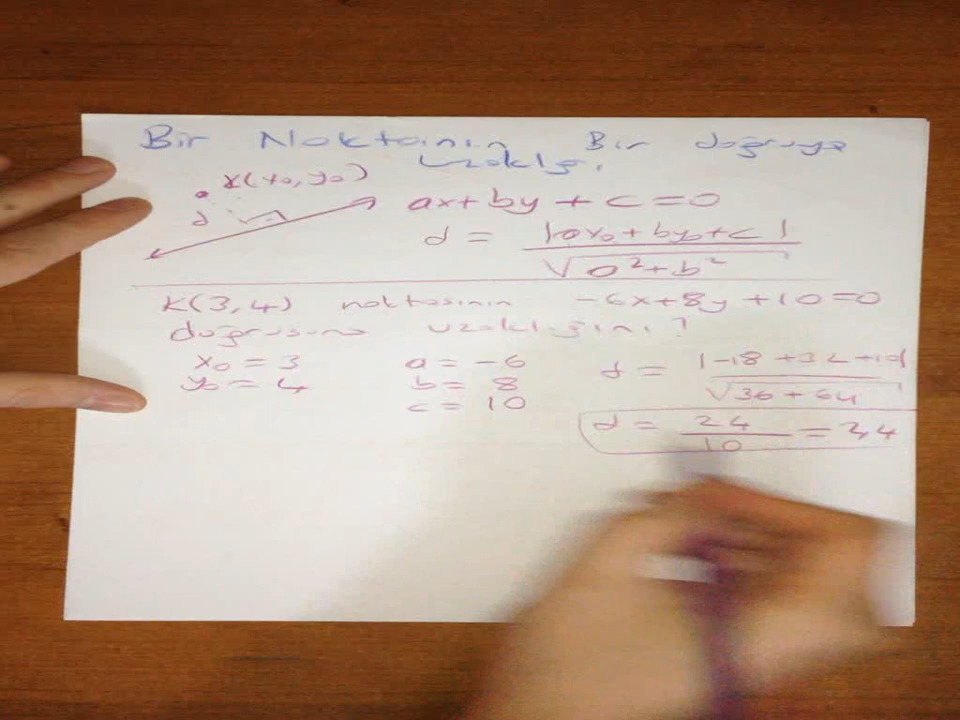 Bir Noktanın Bir doğruya
uzaklığı.
K(x₀, y₀)
d
ax + by + c = 0
d = |ax₀ + by₀ + c| / √a² + b²
K(3,4) noktasının -6x+8y+10=0
doğrusuna uzaklığını?
x₀ = 3
y₀ = 4
a = -6
b = 8
c = 10
d = |-18 + 32 + 10| / √36 + 64
d = 24 / 10 = 2,4